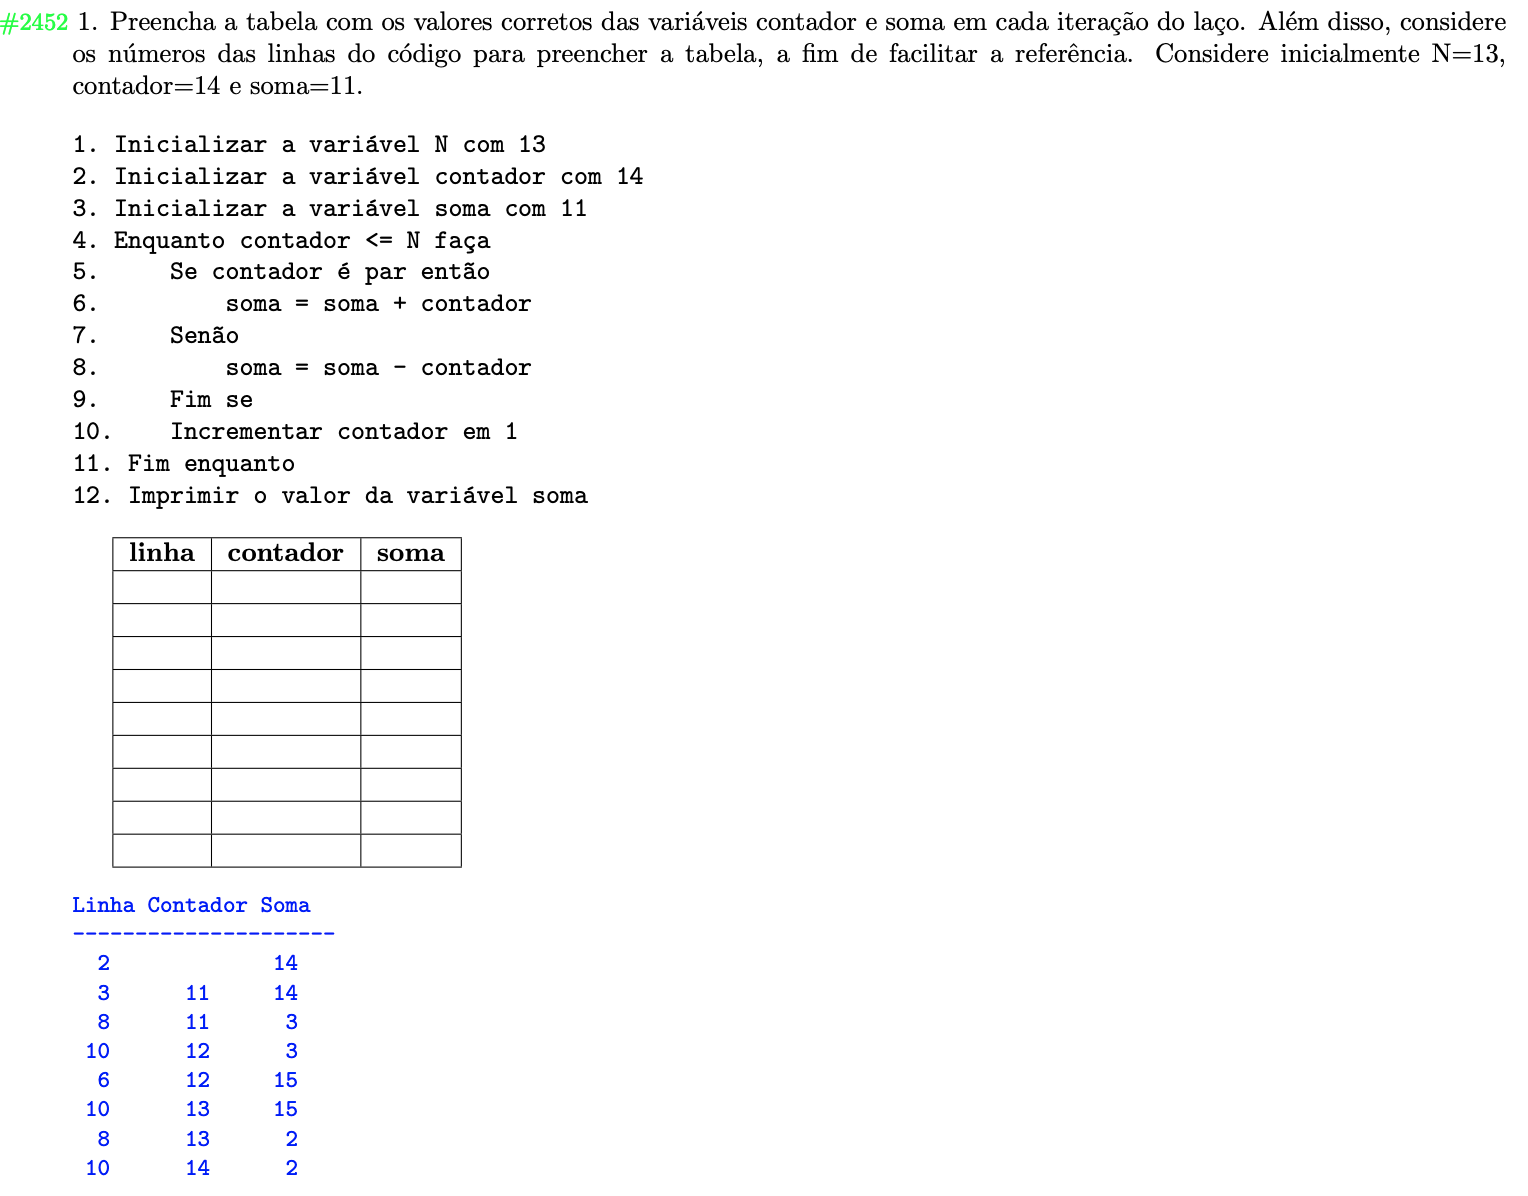 #2452 1. Preencha a tabela com os valores corretos das variáveis contador e soma em cada iteração do laço. Além disso, considere
os números das linhas do código para preencher a tabela, a fim de facilitar a referência. Considere inicialmente N=13,
contador=14 e soma=11.
1. Inicializar a variável N com 13
2. Inicializar a variável contador com 14
3. Inicializar a variável soma com 11
4. Enquanto contador <= N faça
5. Se contador é par então
6. soma = soma + contador
7. Senão
8. soma = soma - contador
9. Fim se
10. Incrementar contador em 1
11. Fim enquanto
12. Imprimir o valor da variável soma
linha contador soma
Linha Contador Soma
---------------------
2 14
3 11 14
8 11 3
10 12 3
6 12 15
10 13 15
8 13 2
10 14 2